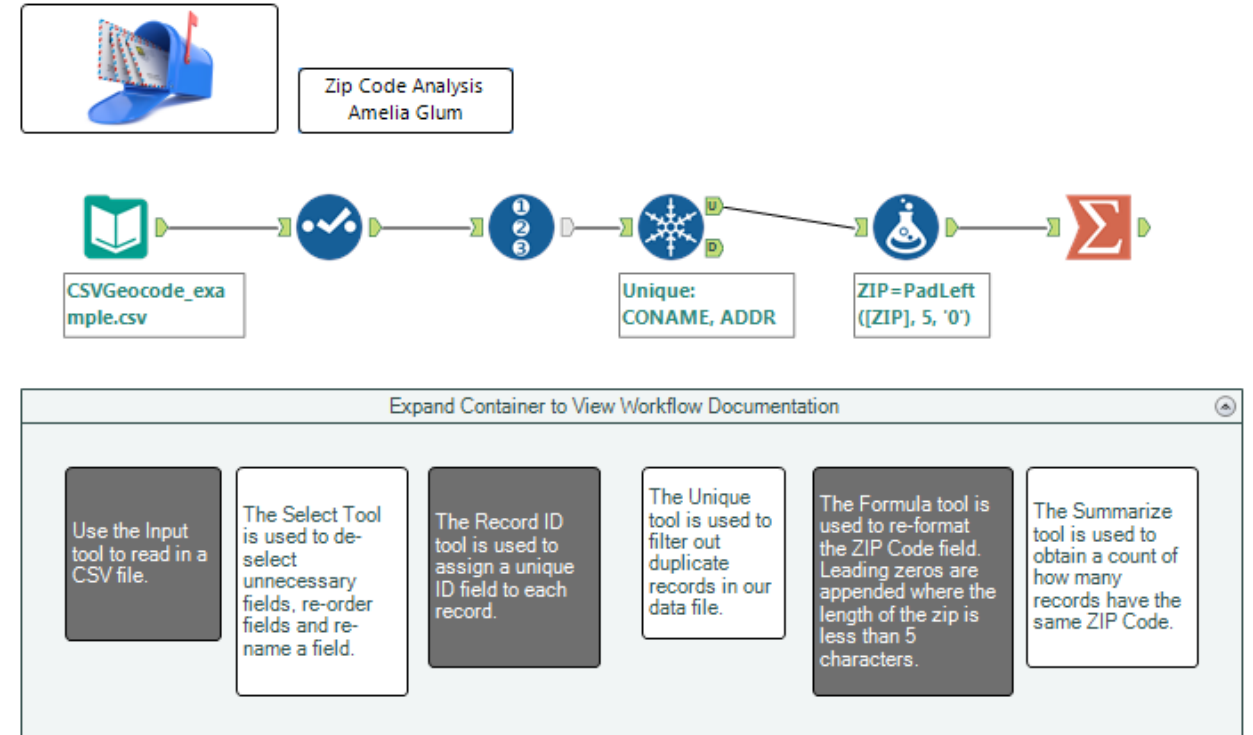 Zip Code Analysis
Amelia Glum
1
2
3
U
D
CSVGeocode_exa
mple.csv
Unique:
CONAME, ADDR
ZIP=PadLeft
([ZIP], 5, '0')
Expand Container to View Workflow Documentation
Use the Input
tool to read in a
CSV file.
The Select Tool
is used to de-
select
unnecessary
fields, re-order
fields and re-
name a field.
The Record ID
tool is used to
assign a unique
ID field to each
record.
The Unique
tool is used to
filter out
duplicate
records in our
data file.
The Formula tool is
used to re-format
the ZIP Code field.
Leading zeros are
appended where the
length of the zip is
less than 5
characters.
The Summarize
tool is used to
obtain a count of
how many
records have the
same ZIP Code.